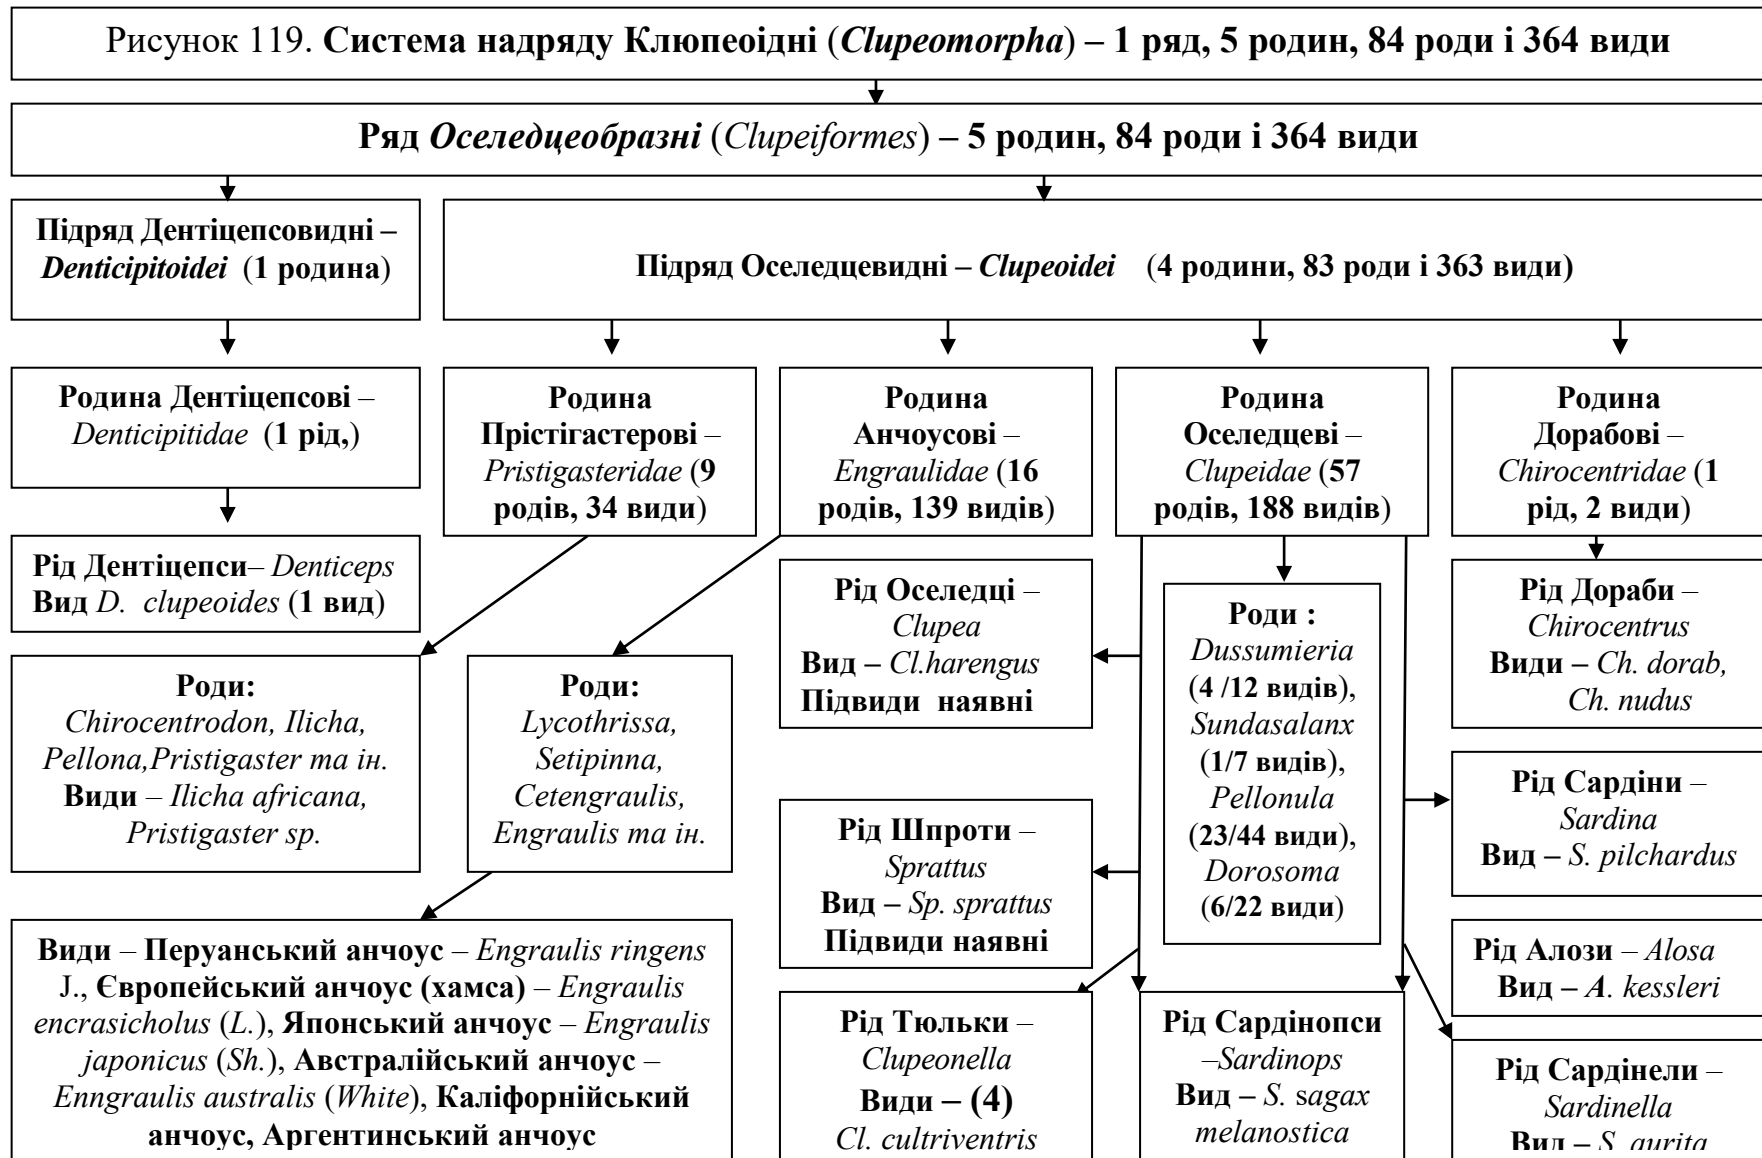 Рисунок 119. Система надряду Клюпеоідні (Clupeomorpha) – 1 ряд, 5 родин, 84 роди і 364 види
Ряд Оселедцеобразні (Clupeiformes) – 5 родин, 84 роди і 364 види
Підряд Дентіцепсовидні –
Denticipitoidei (1 родина)
Підряд Оселедцевидні – Clupeoidei (4 родини, 83 роди і 363 види)
Родина Дентіцепсові –
Denticipitidae (1 рід,)
Родина
Прістігастерові –
Pristigasteridae (9
родів, 34 види)
Родина
Анчоусові –
Engraulidae (16
родів, 139 видів)
Родина
Оселедцеві –
Clupeidae (57
родів, 188 видів)
Родина
Дорабові –
Chirocentridae (1
рід, 2 види)
Рід Дентіцепси– Denticeps
Вид D. clupeoides (1 вид)
Роди:
Chirocentrodon, Ilicha,
Pellona,Pristigaster та ін.
Види – Ilicha africana,
Pristigaster sp.
Роди:
Lycothrissa,
Setipinna,
Cetengraulis,
Engraulis та ін.
Види – Перуанський анчоус – Engraulis ringens
J., Європейський анчоус (хамса) – Engraulis
encrasicholus (L.), Японський анчоус – Engraulis
japonicus (Sh.), Австралійський анчоус –
Enngraulis australis (White), Каліфорнійський
анчоус, Аргентинський анчоус
Рід Оселедці –
Clupea
Вид – Cl.harengus
Підвиди наявні
Рід Шпроти –
Sprattus
Вид – Sp. sprattus
Підвиди наявні
Рід Тюльки –
Clupeonella
Види – (4)
Cl. cultriventris
Роди :
Dussumieria
(4 /12 видів),
Sundasalanx
(1/7 видів),
Pellonula
(23/44 види),
Dorosoma
(6/22 види)
Рід Сардінопси
–Sardinops
Вид – S. sagax
melanostica
Рід Дораби –
Chirocentrus
Види – Ch. dorab,
Ch. nudus
Рід Сардіни –
Sardina
Вид – S. pilchardus
Рід Алози – Alosa
Вид – A. kessleri
Рід Сардінели –
Sardinella
Вид – S. aurita